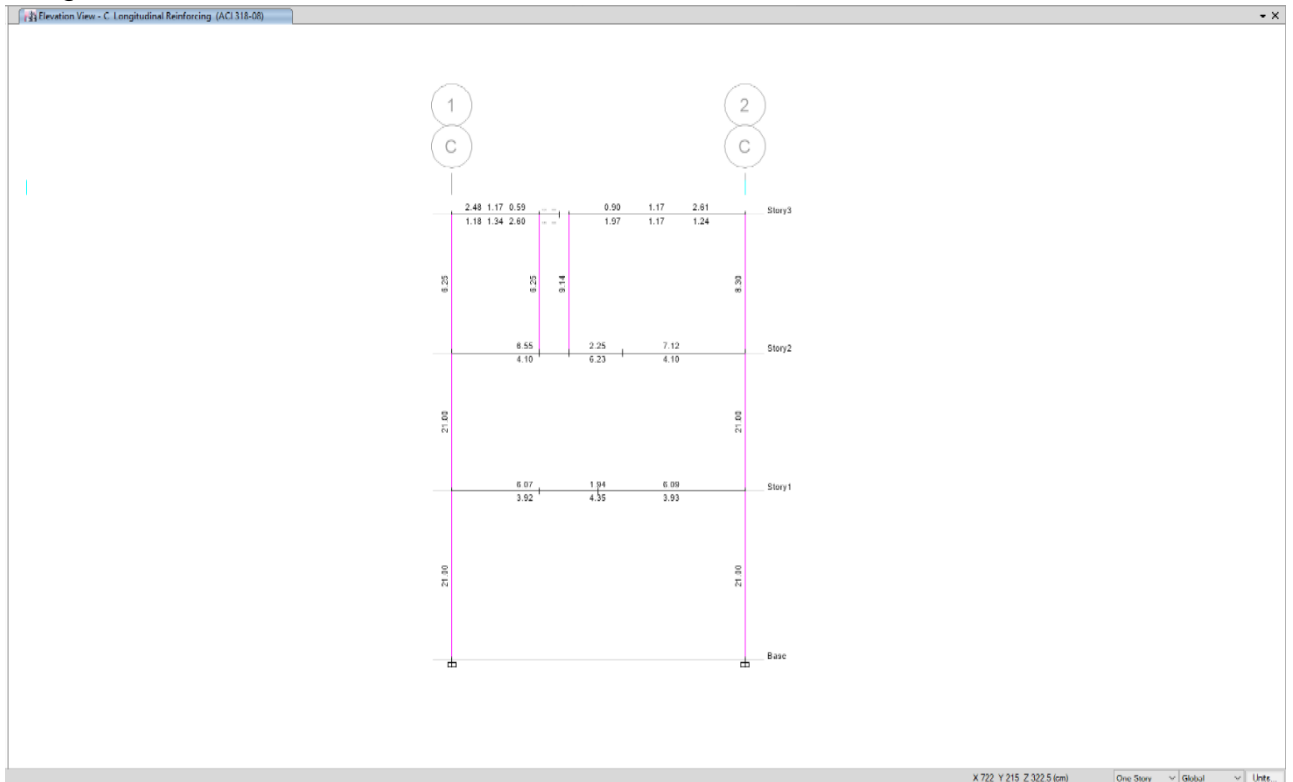 Elevation View - C Longitudinal Reinforcing (ACI 318-08)
1 2
C C
2.48 1.17 0.59 0.90 1.17 2.61 Story3
1.18 1.34 2.60 1.97 1.17 1.24
6.25 6.25 9.14 8.30
6.55 2.25 7.12 Story2
4.10 6.23 4.10
21.00 21.00
6.07 1.94 6.09 Story1
3.92 4.35 3.93
21.00 21.00
Base
X 722 Y 215 Z 322.5 (cm) One Story Global Units...